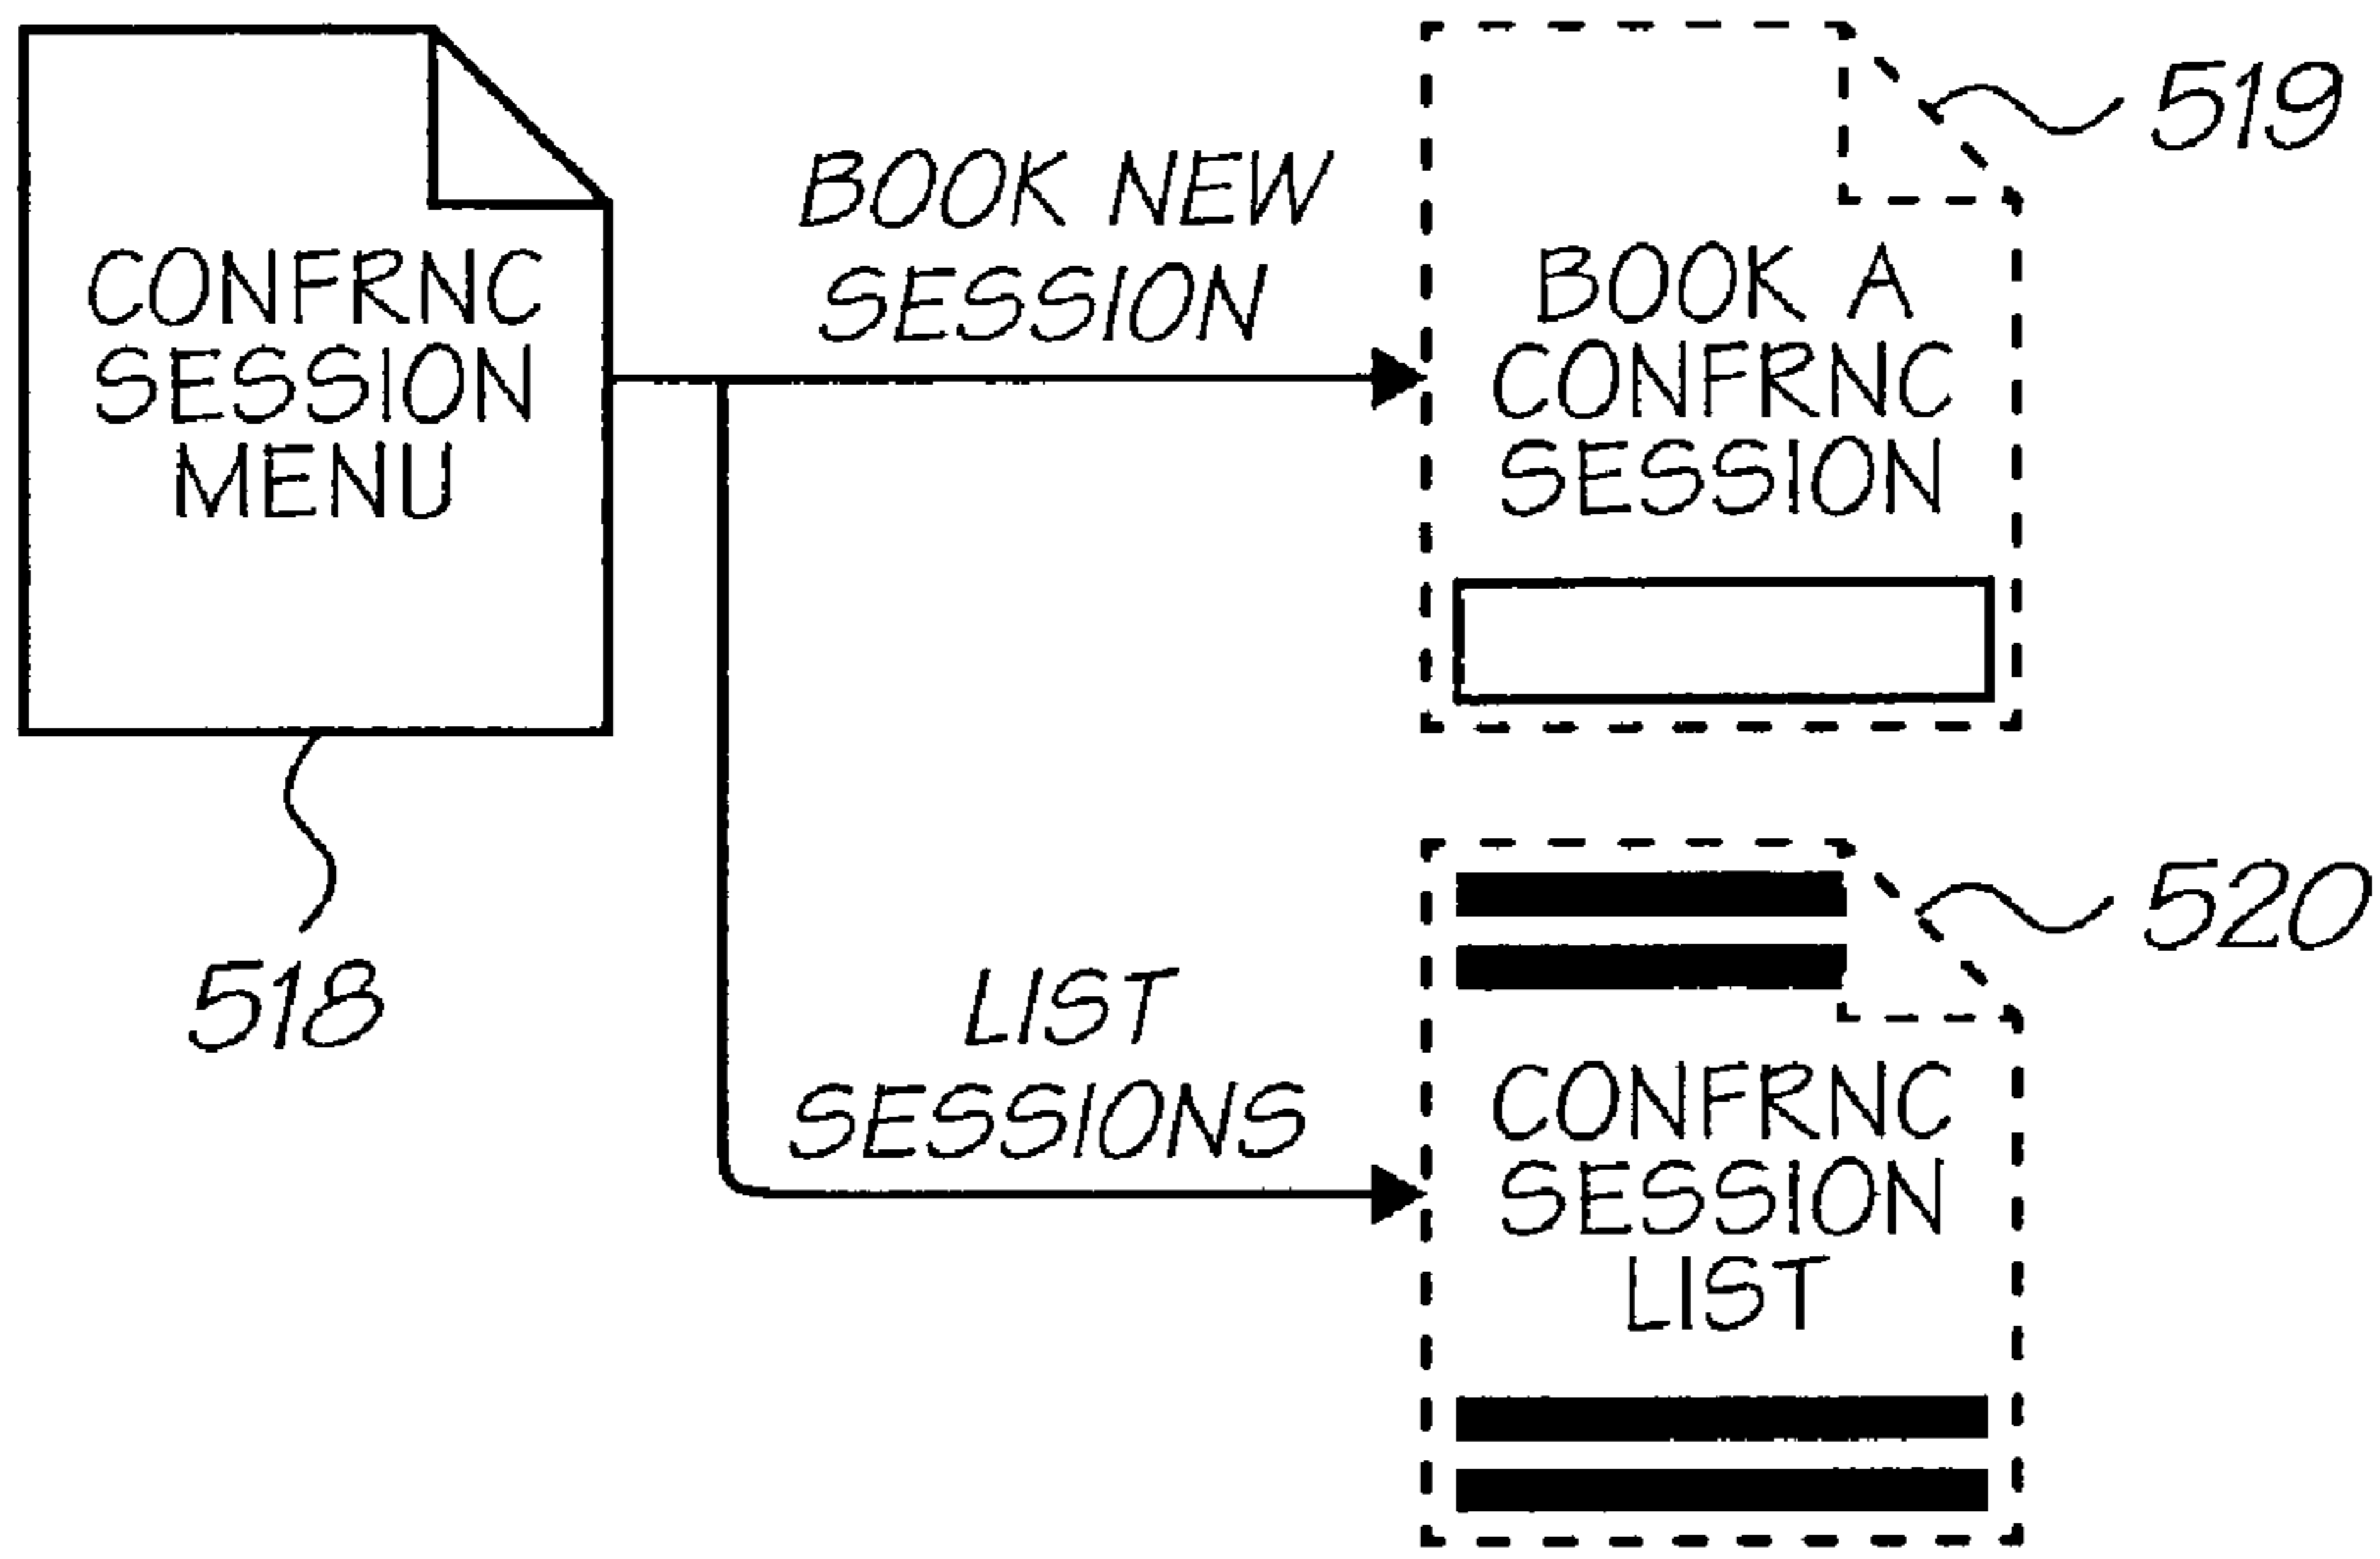 CONFRNC
SESSION
MENU
518
BOOK NEW
SESSION
BOOK A
CONFRNC
SESSION
519
LIST
SESSIONS
CONFRNC
SESSION
LIST
520